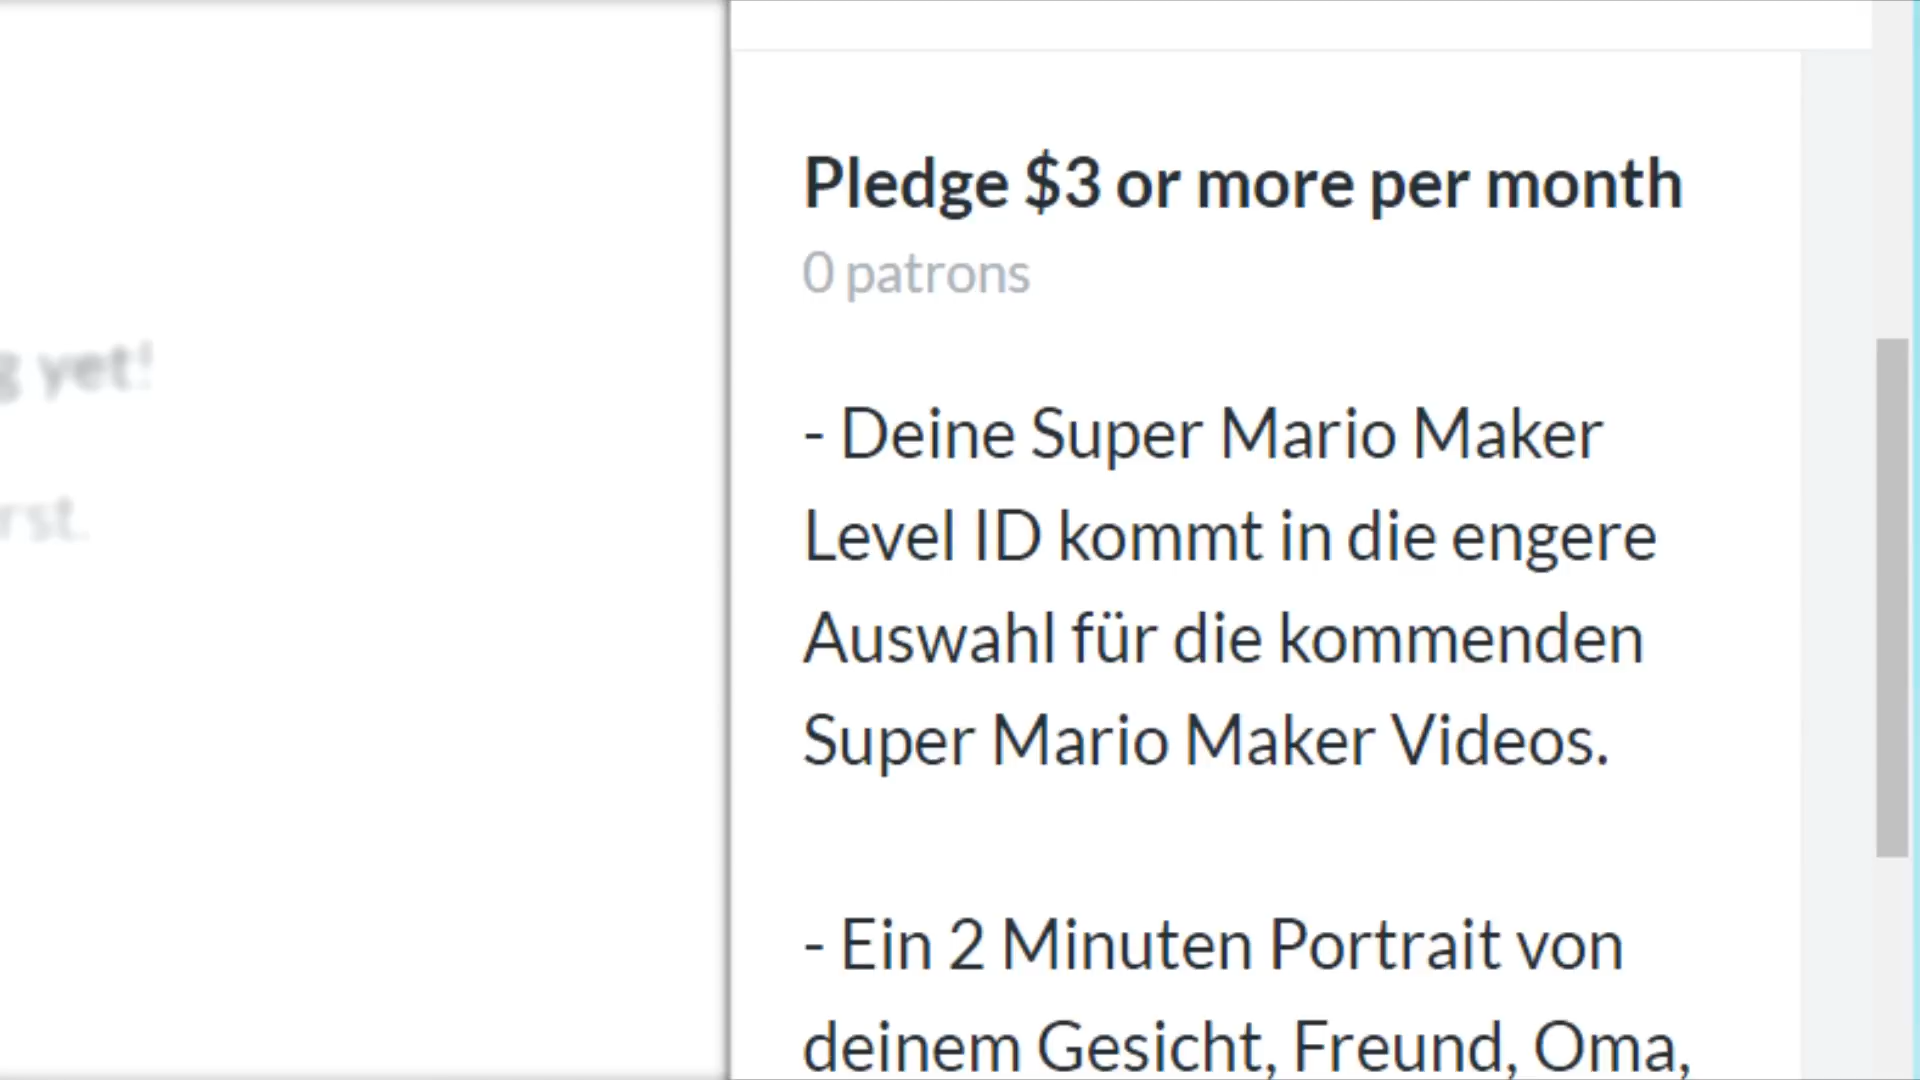 yet!
Pledge $3 or more per month
0 patrons
- Deine Super Mario Maker
Level ID kommt in die engere
Auswahl für die kommenden
Super Mario Maker Videos.
- Ein 2 Minuten Portrait von
deinem Gesicht, Freund, Oma,